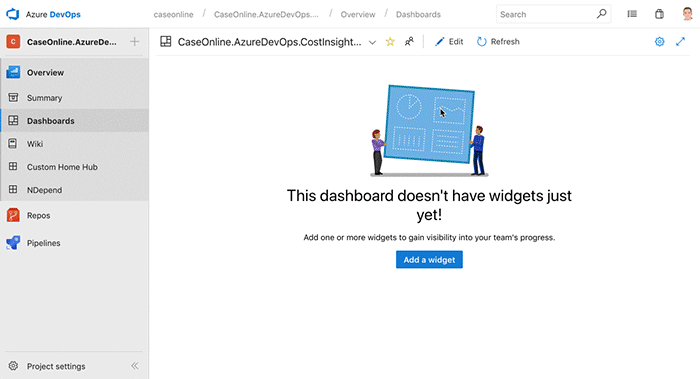 Azure DevOps
caseonline / CaseOnline.AzureDevOps.... / Overview / Dashboards
Search
C CaseOnline.AzureDe...
CaseOnline.AzureDevOps.CostInsight...
Edit
Refresh
Overview
Summary
Dashboards
Wiki
Custom Home Hub
NDepend
Repos
Pipelines
This dashboard doesn't have widgets just
yet!
Add one or more widgets to gain visibility into your team's progress.
Add a widget
Project settings